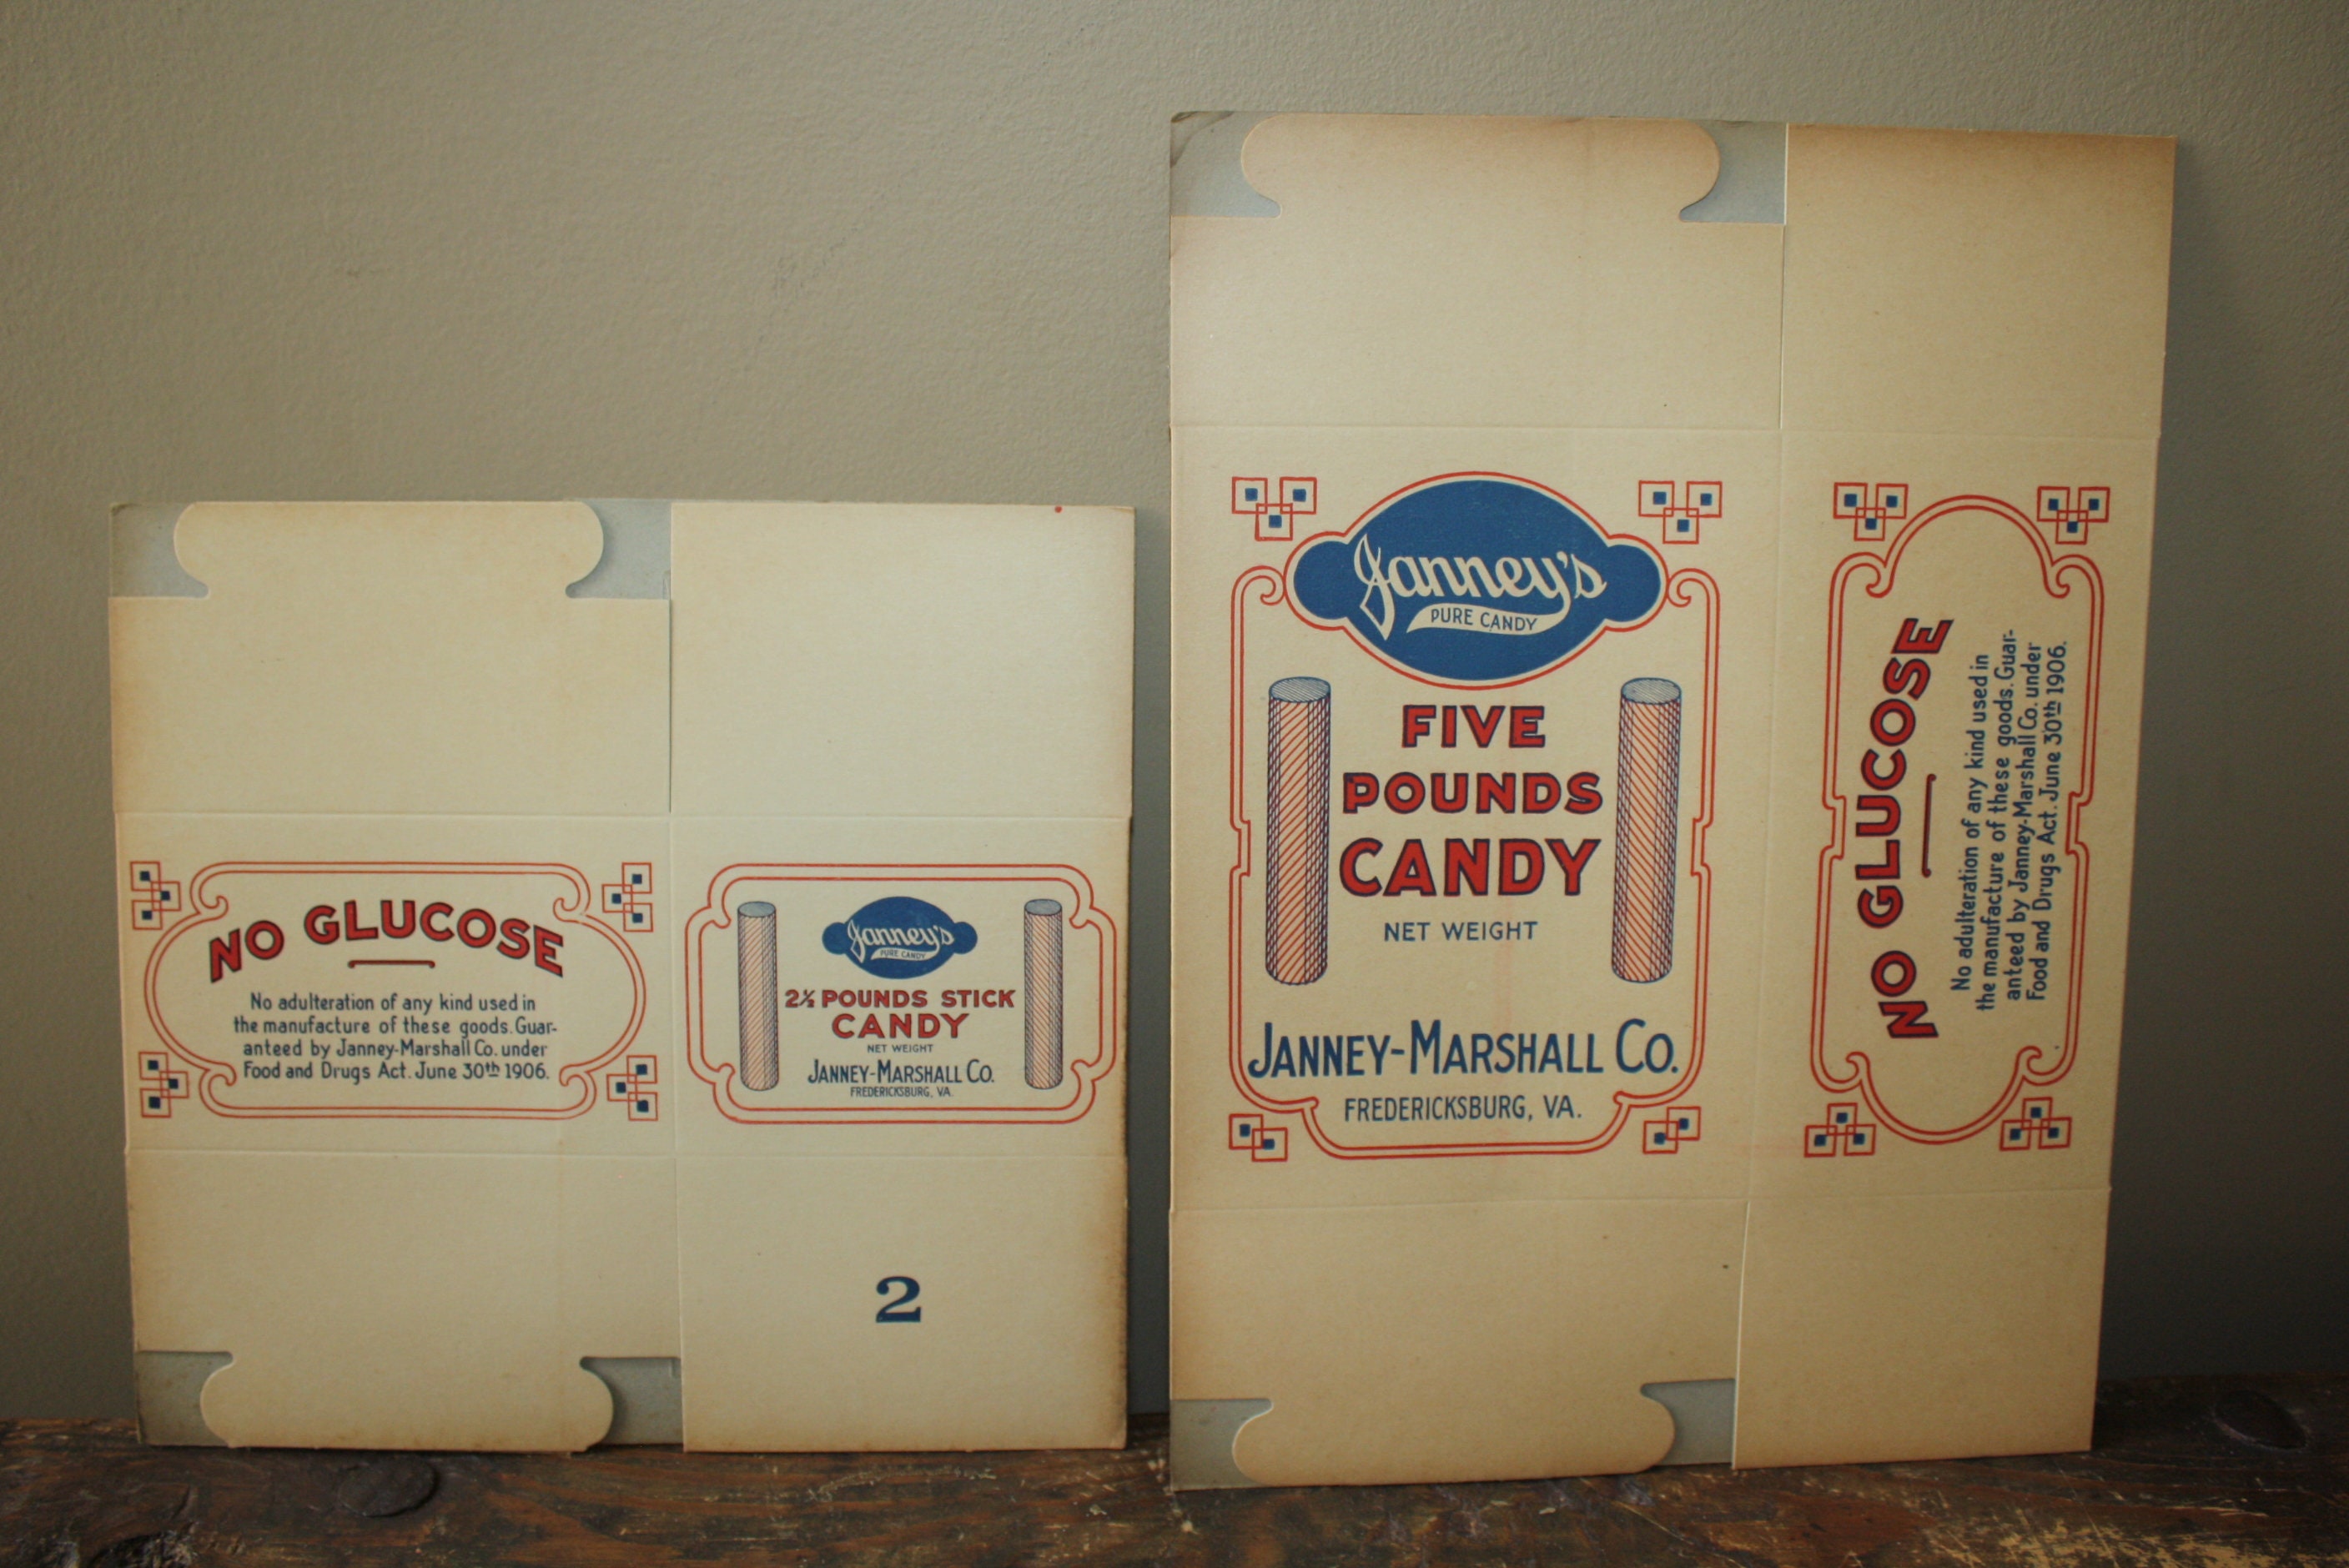 NO GLUCOSE
No adulteration of any kind used in
the manufacture of these goods. Guar-
anteed by Janney-Marshall Co. under
Food and Drugs Act. June 30th 1906.
Janney's
PURE CANDY
2½ POUNDS STICK
CANDY
NET WEIGHT
JANNEY-MARSHALL CO.
FREDERICKSBURG, VA.
2
Janney's
PURE CANDY
FIVE
POUNDS
CANDY
NET WEIGHT
JANNEY-MARSHALL CO.
FREDERICKSBURG, VA.
NO GLUCOSE
No adulteration of any kind used in
the manufacture of these goods. Guar-
anteed by Janney-Marshall Co. under
Food and Drugs Act. June 30th 1906.